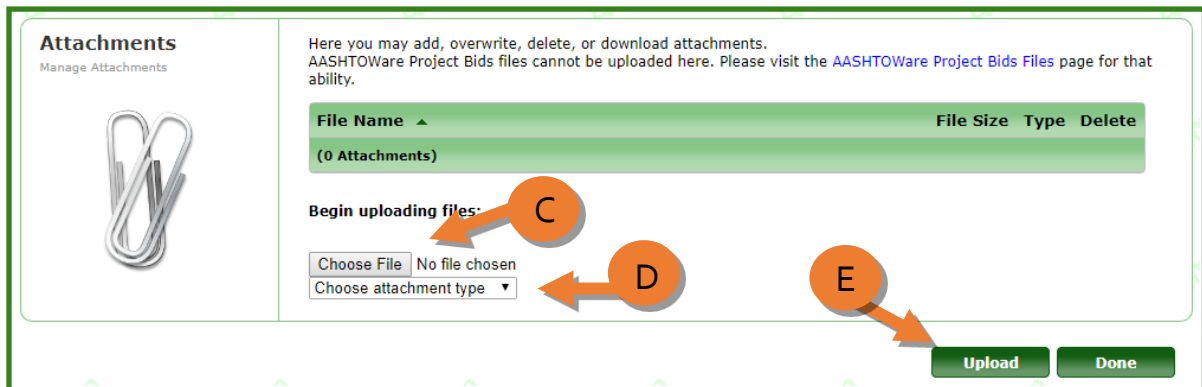 Attachments
Manage Attachments
Here you may add, overwrite, delete, or download attachments.
AASHTOWare Project Bids files cannot be uploaded here. Please visit the AASHTOWare Project Bids Files page for that
ability.
File Name ▲ File Size Type Delete
(0 Attachments)
Begin uploading files:
C
Choose File No file chosen
Choose attachment type ▼
D
E
Upload Done